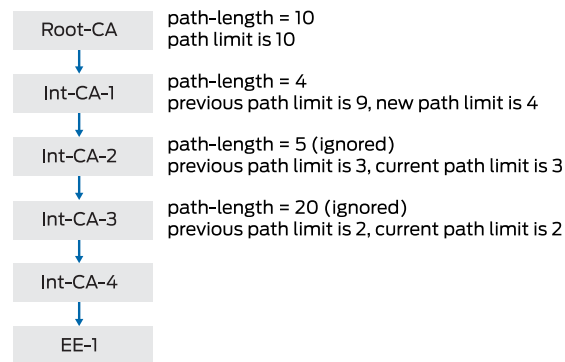 Root-CA
path-length = 10
path limit is 10
Int-CA-1
path-length = 4
previous path limit is 9, new path limit is 4
Int-CA-2
path-length = 5 (ignored)
previous path limit is 3, current path limit is 3
Int-CA-3
path-length = 20 (ignored)
previous path limit is 2, current path limit is 2
Int-CA-4
EE-1